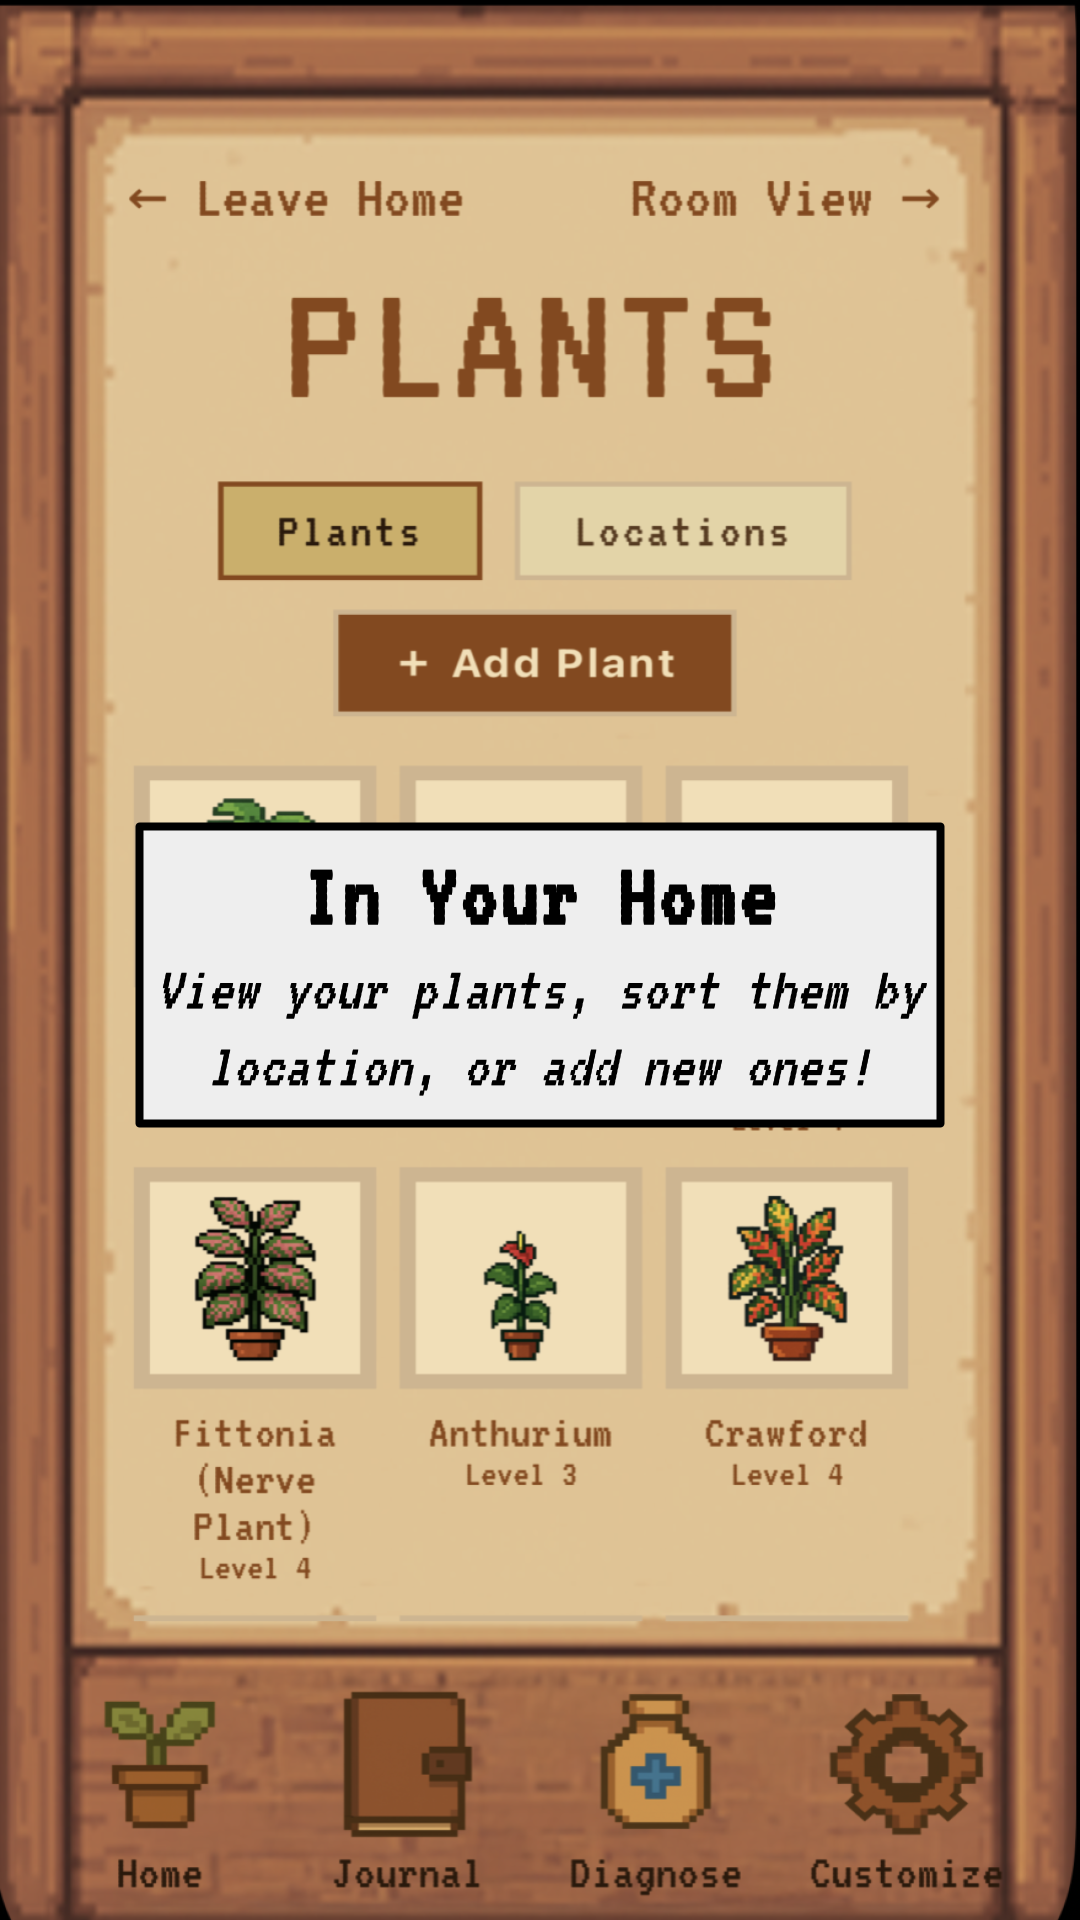 ← Leave Home
Room View →
PLANTS
Plants
Locations
+ Add Plant
In Your Home
View your plants, sort them by
location, or add new ones!
Fittonia
(Nerve
Plant)
Level 4
Anthurium
Level 3
Crawford
Level 4
Home
Journal
Diagnose
Customize